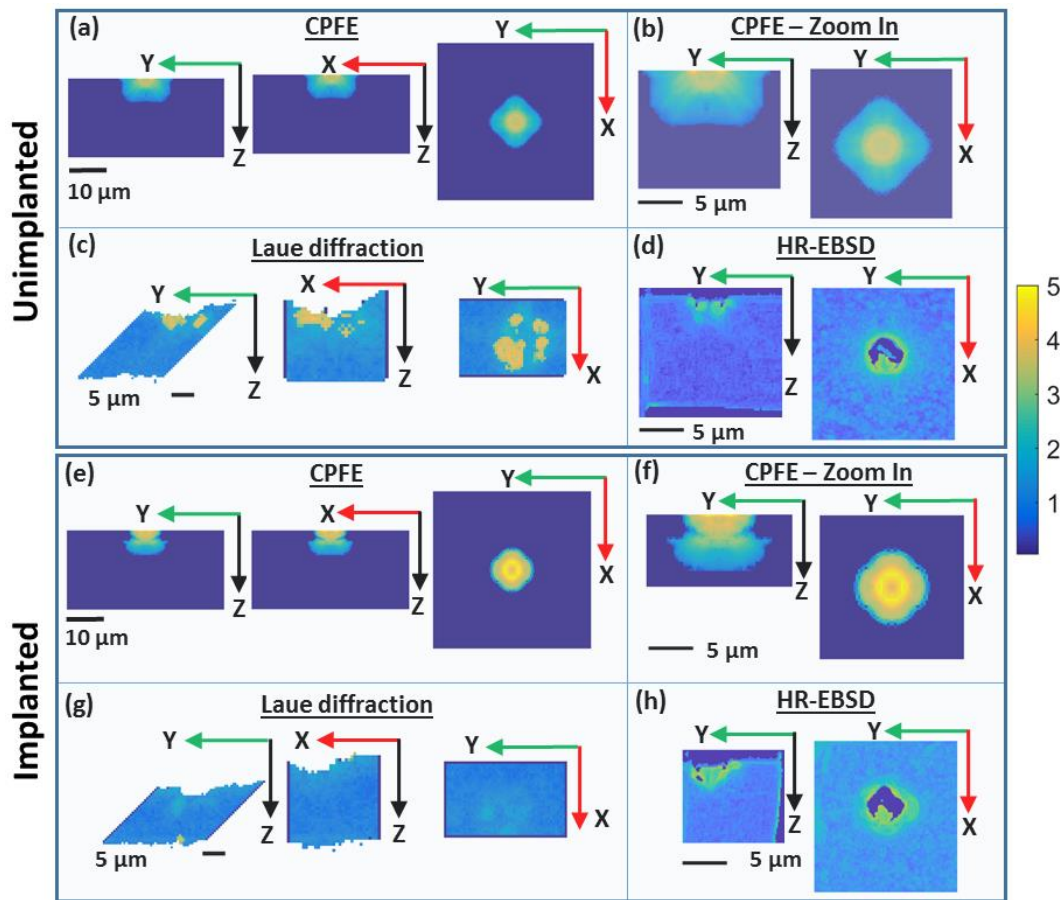 Unimplanted
(a)
CPFE
Y
Z
X
Z
Y
X
10 µm
(b)
CPFE – Zoom In
Y
Z
Y
X
5 µm
(c)
Laue diffraction
Y
Z
X
Z
Y
X
5 µm
(d)
HR-EBSD
Y
Z
Y
X
5 µm
5
4
3
2
1
Implanted
(e)
CPFE
Y
Z
X
Z
Y
X
10 µm
(f)
CPFE – Zoom In
Y
Z
Y
X
5 µm
(g)
Laue diffraction
Y
Z
X
Z
Y
X
5 µm
(h)
HR-EBSD
Y
Z
Y
X
5 µm